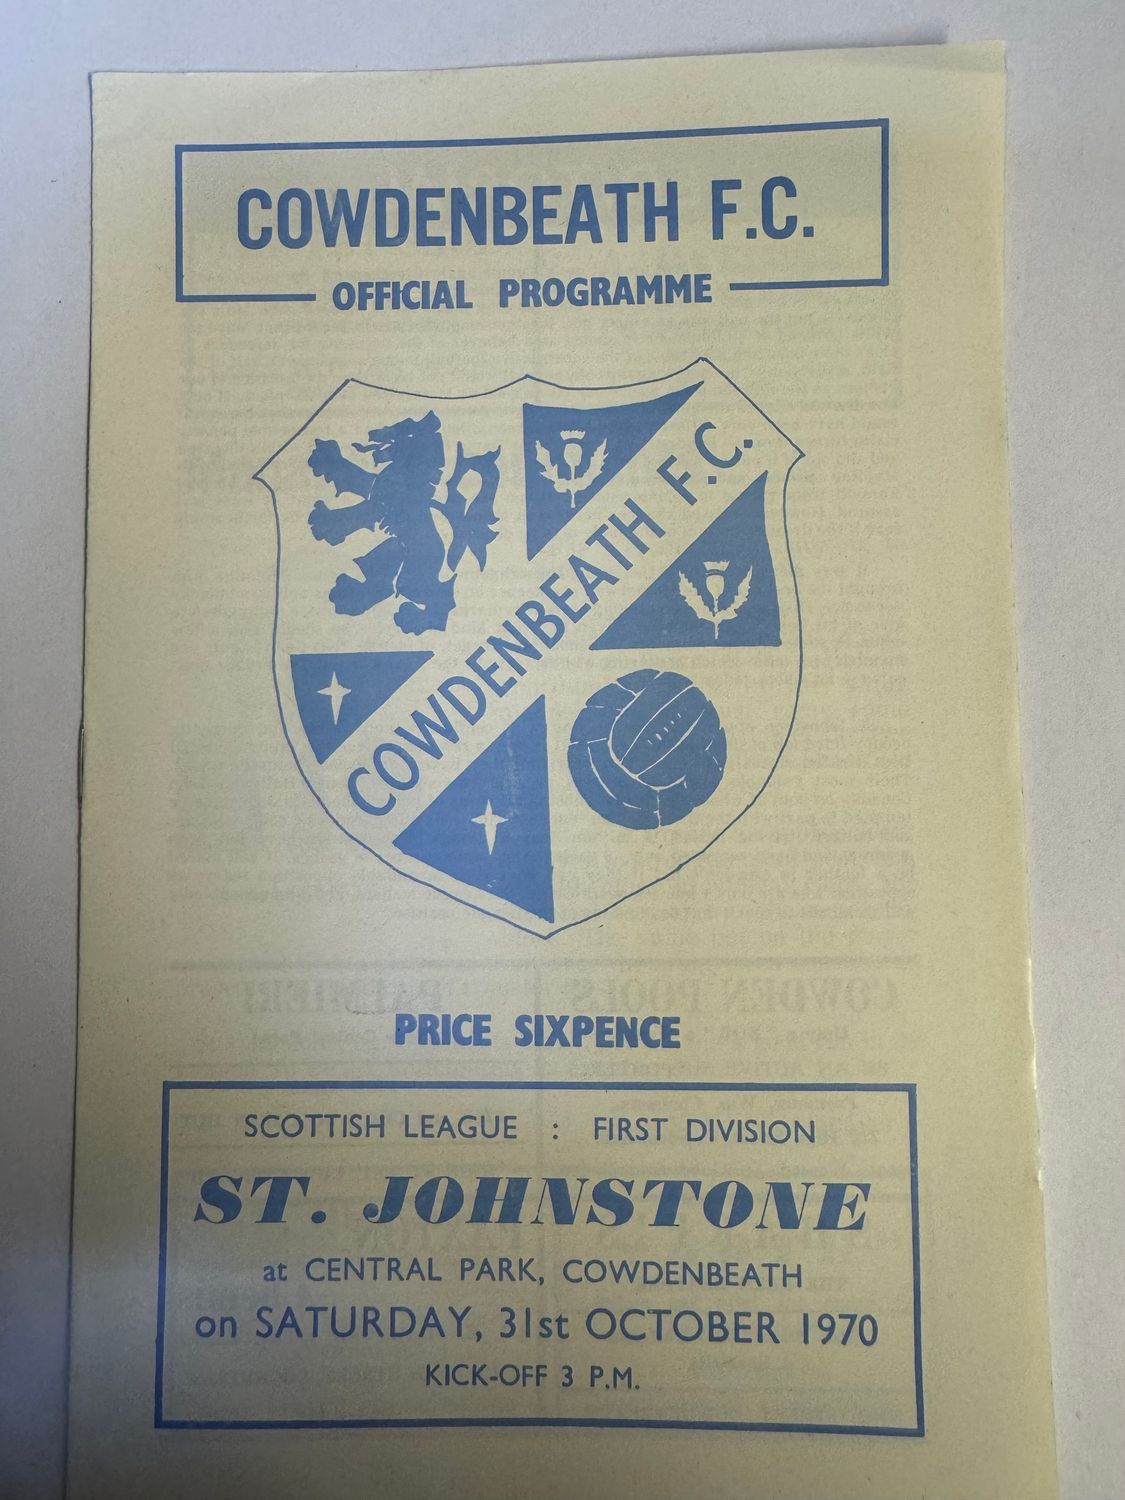 COWDENBEATH F.C.
OFFICIAL PROGRAMME
COWDENBEATH F.C.
PRICE SIXPENCE
SCOTTISH LEAGUE : FIRST DIVISION
ST. JOHNSTONE
at CENTRAL PARK, COWDENBEATH
on SATURDAY, 31st OCTOBER 1970
KICK-OFF 3 P.M.